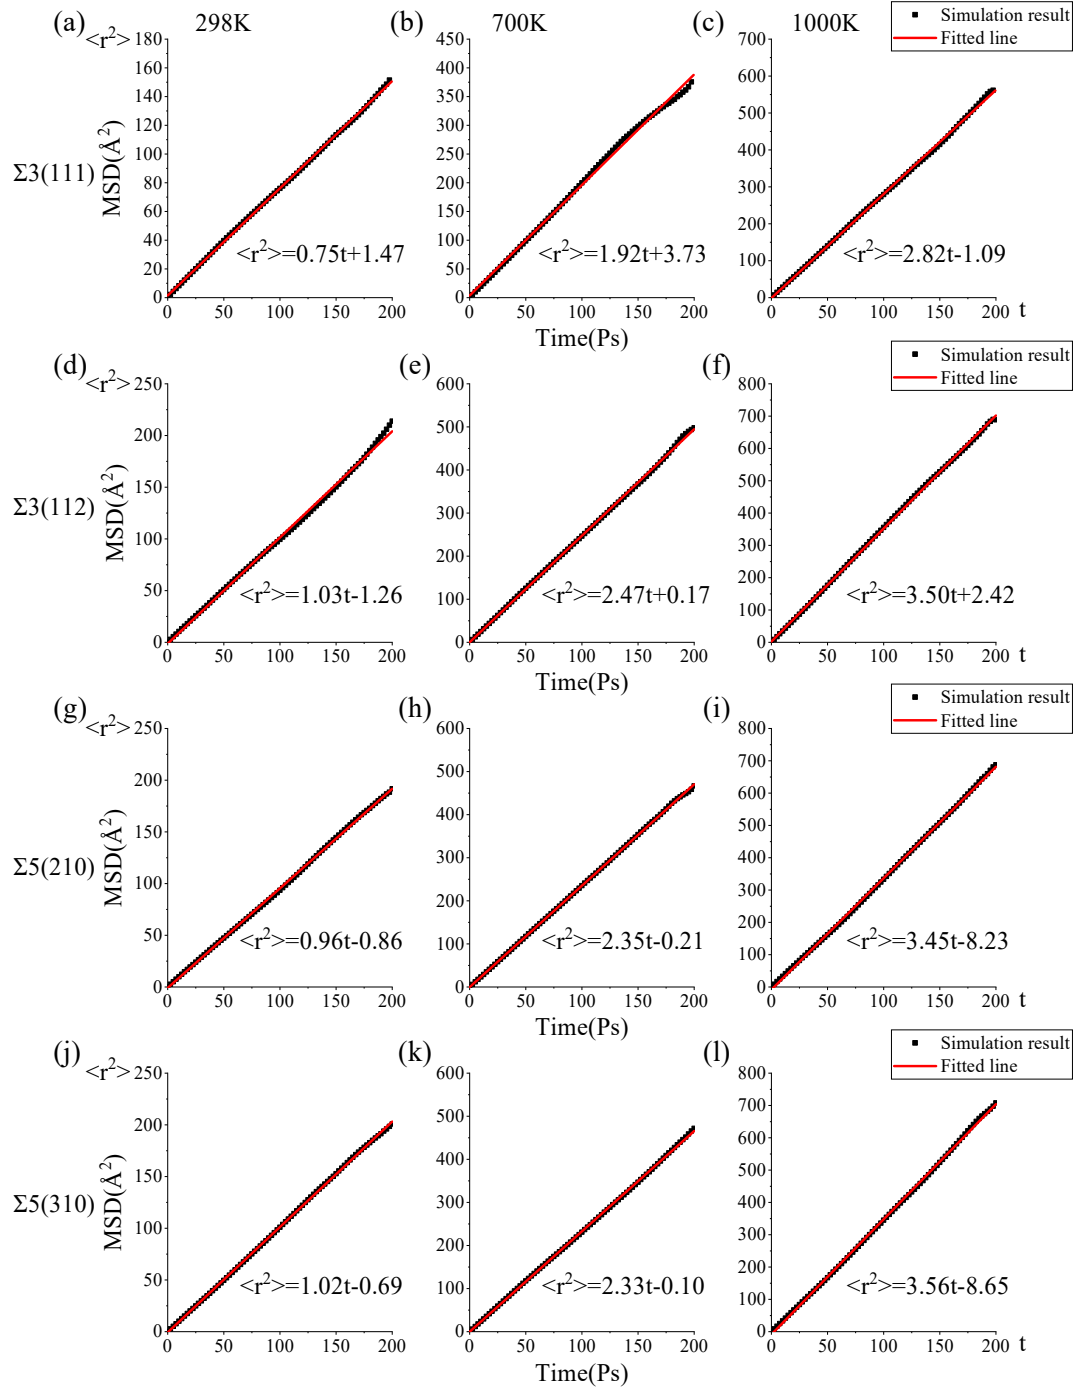 (a) 298K (b) 700K (c) 1000K
Simulation result
Fitted line
<r²>
Σ3(111)
MSD(Å²)
180
160
140
120
100
80
60
40
20
0
0 50 100 150 200
<r²>=0.75t+1.47
450
400
350
300
250
200
150
100
50
0
0 50 100 150 200
<r²>=1.92t+3.73
Time(Ps)
700
600
500
400
300
200
100
0
0 50 100 150 200 t
<r²>=2.82t-1.09
(d) (e) (f)
Simulation result
Fitted line
<r²>
Σ3(112)
MSD(Å²)
250
200
150
100
50
0
0 50 100 150 200
<r²>=1.03t-1.26
600
500
400
300
200
100
0
0 50 100 150 200
<r²>=2.47t+0.17
Time(Ps)
800
700
600
500
400
300
200
100
0
0 50 100 150 200 t
<r²>=3.50t+2.42
(g) (h) (i)
Simulation result
Fitted line
<r²>
Σ5(210)
MSD(Å²)
250
200
150
100
50
0
0 50 100 150 200
<r²>=0.96t-0.86
600
500
400
300
200
100
0
0 50 100 150 200
<r²>=2.35t-0.21
Time(Ps)
800
700
600
500
400
300
200
100
0
0 50 100 150 200 t
<r²>=3.45t-8.23
(j) (k) (l)
Simulation result
Fitted line
<r²>
Σ5(310)
MSD(Å²)
250
200
150
100
50
0
0 50 100 150 200
<r²>=1.02t-0.69
600
500
400
300
200
100
0
0 50 100 150 200
<r²>=2.33t-0.10
Time(Ps)
800
700
600
500
400
300
200
100
0
0 50 100 150 200 t
<r²>=3.56t-8.65